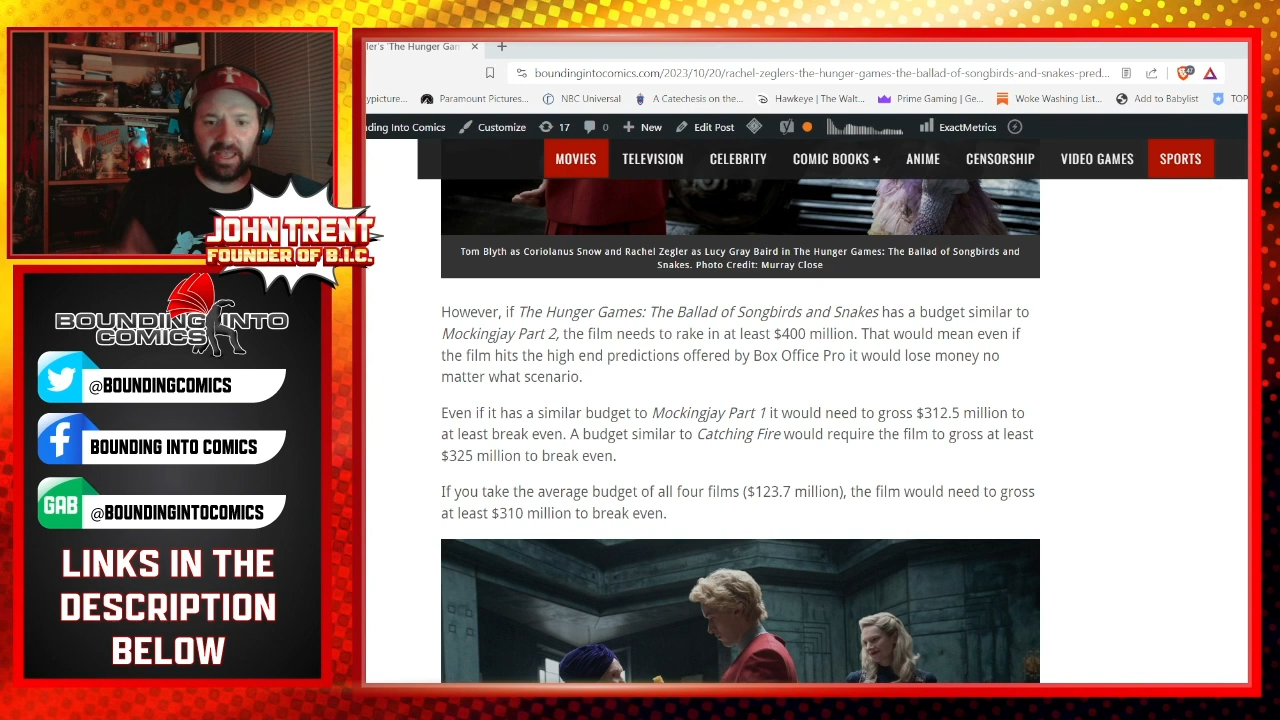 ler's 'The Hunger Gan
boundingintocomics.com/2023/10/20/rachel-zeglers-the-hunger-games-the-ballad-of-songbirds-and-snakes-pred...
ypicture... Paramount Pictures... NBC Universal A Catechesis on the... Hawkeye | The Walt... Prime Gaming | Ge... Woke Washing List... Add to Babylist TOP
nding Into Comics Customize 17 0 New Edit Post ExactMetrics
MOVIES TELEVISION CELEBRITY COMIC BOOKS + ANIME CENSORSHIP VIDEO GAMES SPORTS
Tom Blyth as Coriolanus Snow and Rachel Zegler as Lucy Gray Baird in The Hunger Games: The Ballad of Songbirds and
Snakes. Photo Credit: Murray Close
However, if The Hunger Games: The Ballad of Songbirds and Snakes has a budget similar to
Mockingjay Part 2, the film needs to rake in at least $400 million. That would mean even if
the film hits the high end predictions offered by Box Office Pro it would lose money no
matter what scenario.
Even if it has a similar budget to Mockingjay Part 1 it would need to gross $312.5 million to
at least break even. A budget similar to Catching Fire would require the film to gross at least
$325 million to break even.
If you take the average budget of all four films ($123.7 million), the film would need to gross
at least $310 million to break even.
JOHN TRENT
FOUNDER OF B.I.C.
BOUNDING INTO
COMICS
@BOUNDINGCOMICS
BOUNDING INTO COMICS
GAB @BOUNDINGINTOCOMICS
LINKS IN THE
DESCRIPTION
BELOW